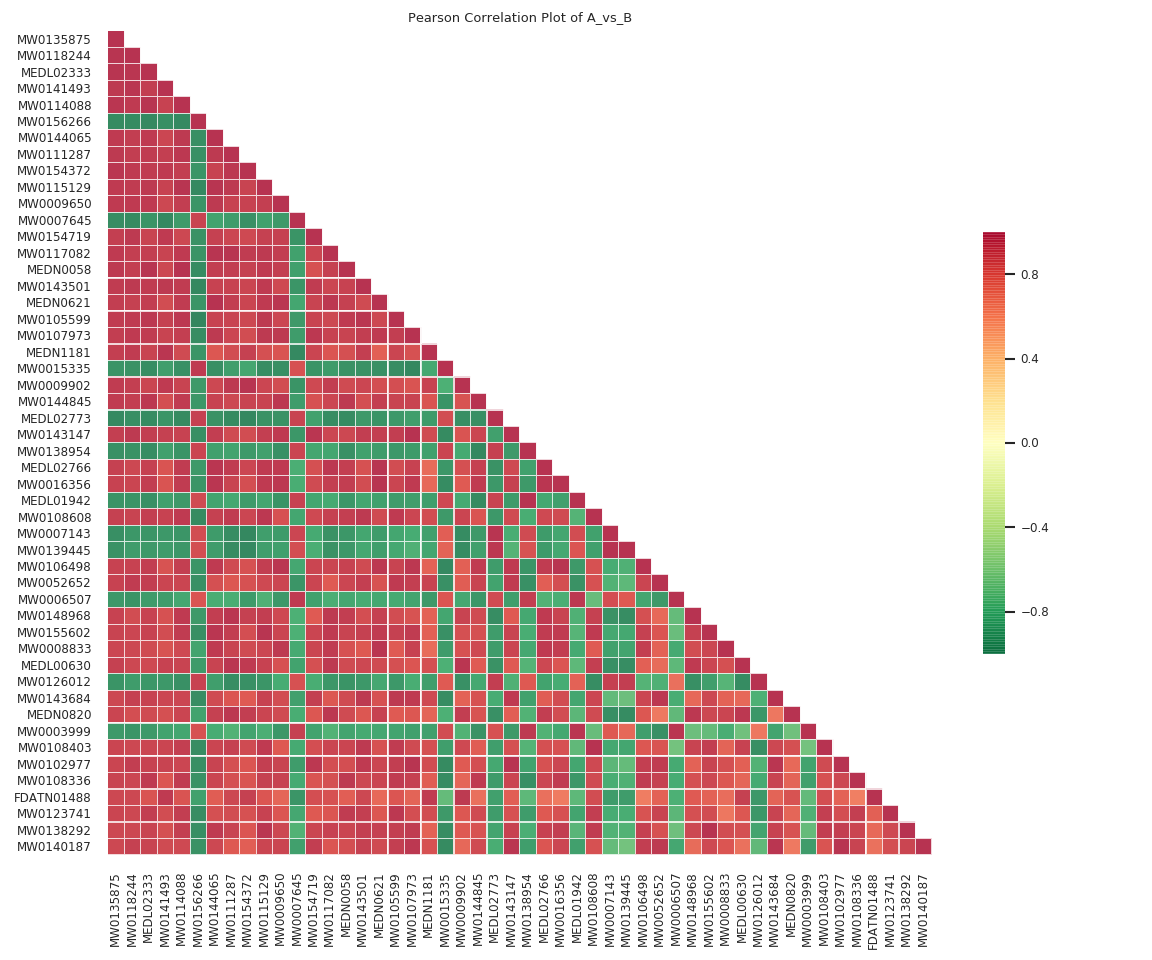 Pearson Correlation Plot of A_vs_B
MW0135875
MW0118244
MEDL02333
MW0141493
MW0114088
MW0156266
MW0144065
MW0111287
MW0154372
MW0115129
MW0009650
MW0007645
MW0154719
MW0117082
MEDN0058
MW0143501
MEDN0621
MW0105599
MW0107973
MEDN1181
MW0015335
MW0009902
MW0144845
MEDL02773
MW0143147
MW0138954
MEDL02766
MW0016356
MEDL01942
MW0108608
MW0007143
MW0139445
MW0106498
MW0052652
MW0006507
MW0148968
MW0155602
MW0008833
MEDL00630
MW0126012
MW0143684
MEDN0820
MW0003999
MW0108403
MW0102977
MW0108336
FDATN01488
MW0123741
MW0138292
MW0140187
0.8
0.4
0.0
−0.4
−0.8
MW0135875
MW0118244
MEDL02333
MW0141493
MW0114088
MW0156266
MW0144065
MW0111287
MW0154372
MW0115129
MW0009650
MW0007645
MW0154719
MW0117082
MEDN0058
MW0143501
MEDN0621
MW0105599
MW0107973
MEDN1181
MW0015335
MW0009902
MW0144845
MEDL02773
MW0143147
MW0138954
MEDL02766
MW0016356
MEDL01942
MW0108608
MW0007143
MW0139445
MW0106498
MW0052652
MW0006507
MW0148968
MW0155602
MW0008833
MEDL00630
MW0126012
MW0143684
MEDN0820
MW0003999
MW0108403
MW0102977
MW0108336
FDATN01488
MW0123741
MW0138292
MW0140187